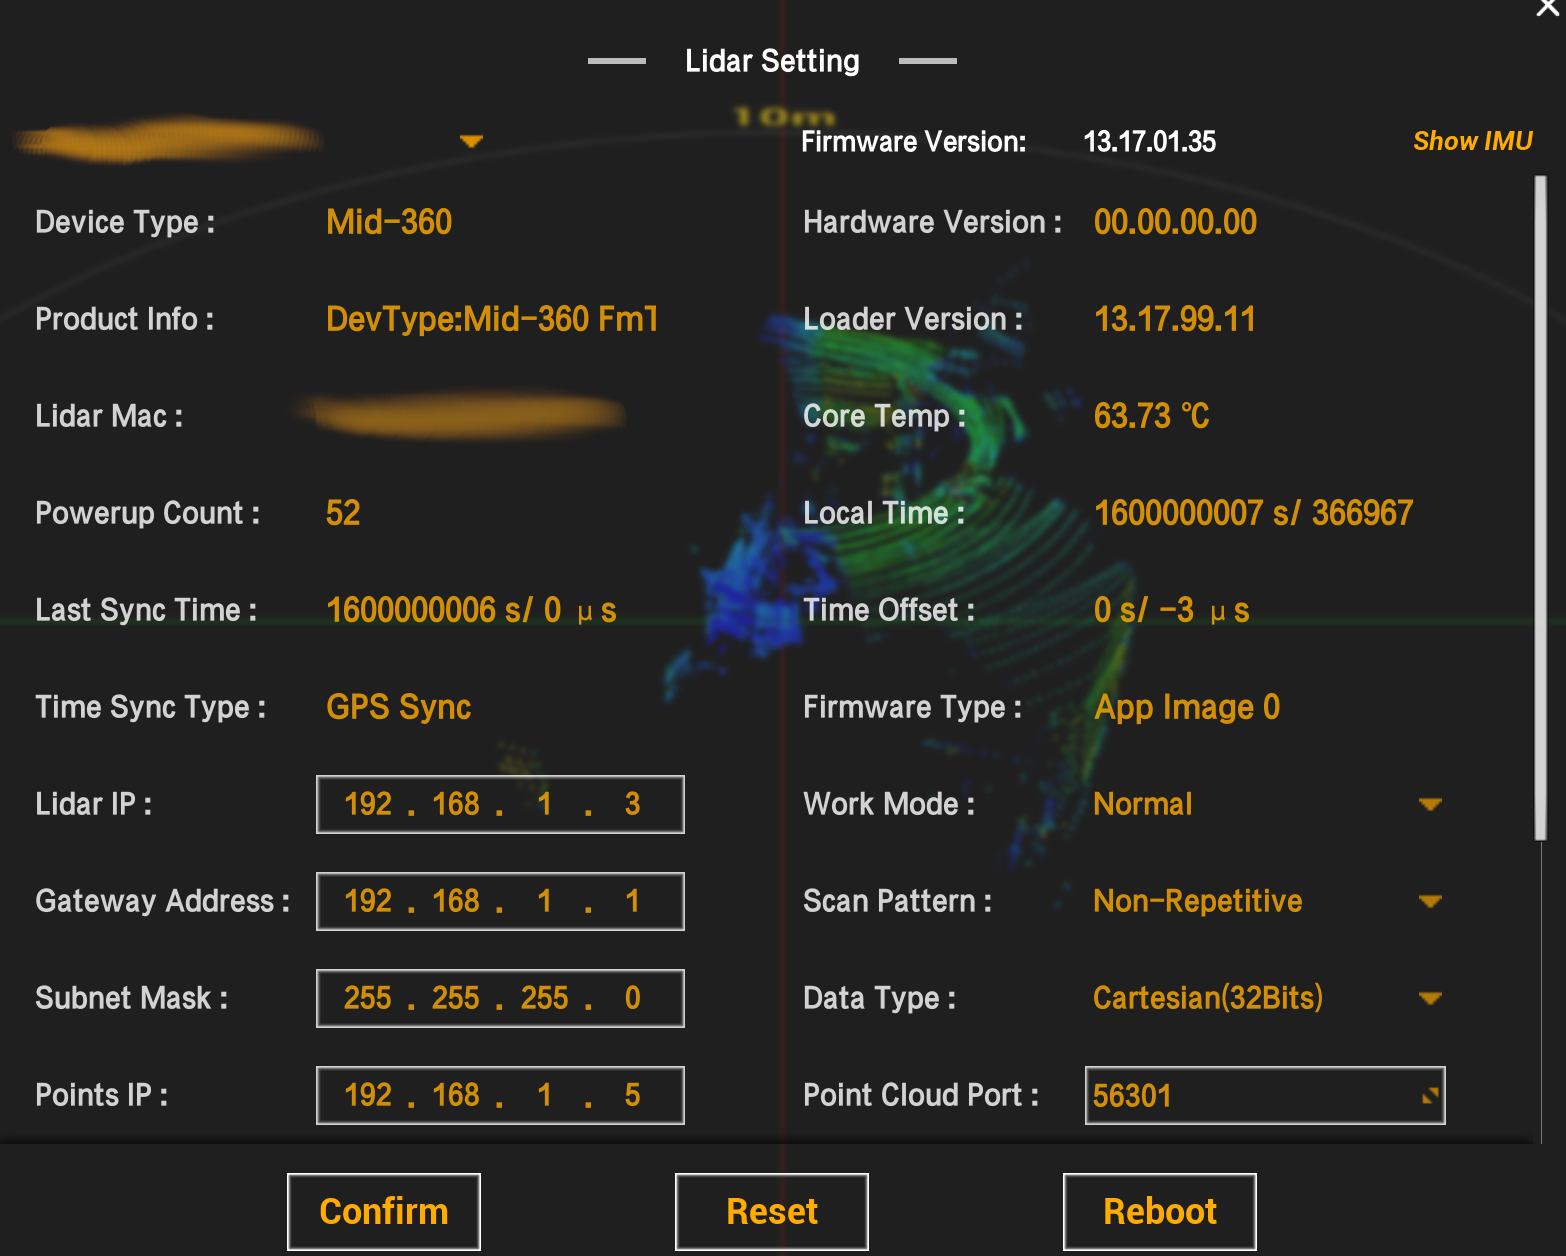 Lidar Setting
10m
Firmware Version: 13.17.01.35 Show IMU
Device Type : Mid-360 Hardware Version : 00.00.00.00
Product Info : DevType:Mid-360 Fm Loader Version : 13.17.99.11
Lidar Mac : Core Temp : 63.73 ℃
Powerup Count : 52 Local Time : 1600000007 s/ 366967
Last Sync Time : 1600000006 s/ 0 μs Time Offset : 0 s/ -3 μs
Time Sync Type : GPS Sync Firmware Type : App Image 0
Lidar IP : 192 . 168 . 1 . 3 Work Mode : Normal
Gateway Address : 192 . 168 . 1 . 1 Scan Pattern : Non-Repetitive
Subnet Mask : 255 . 255 . 255 . 0 Data Type : Cartesian(32Bits)
Points IP : 192 . 168 . 1 . 5 Point Cloud Port : 56301
Confirm Reset Reboot